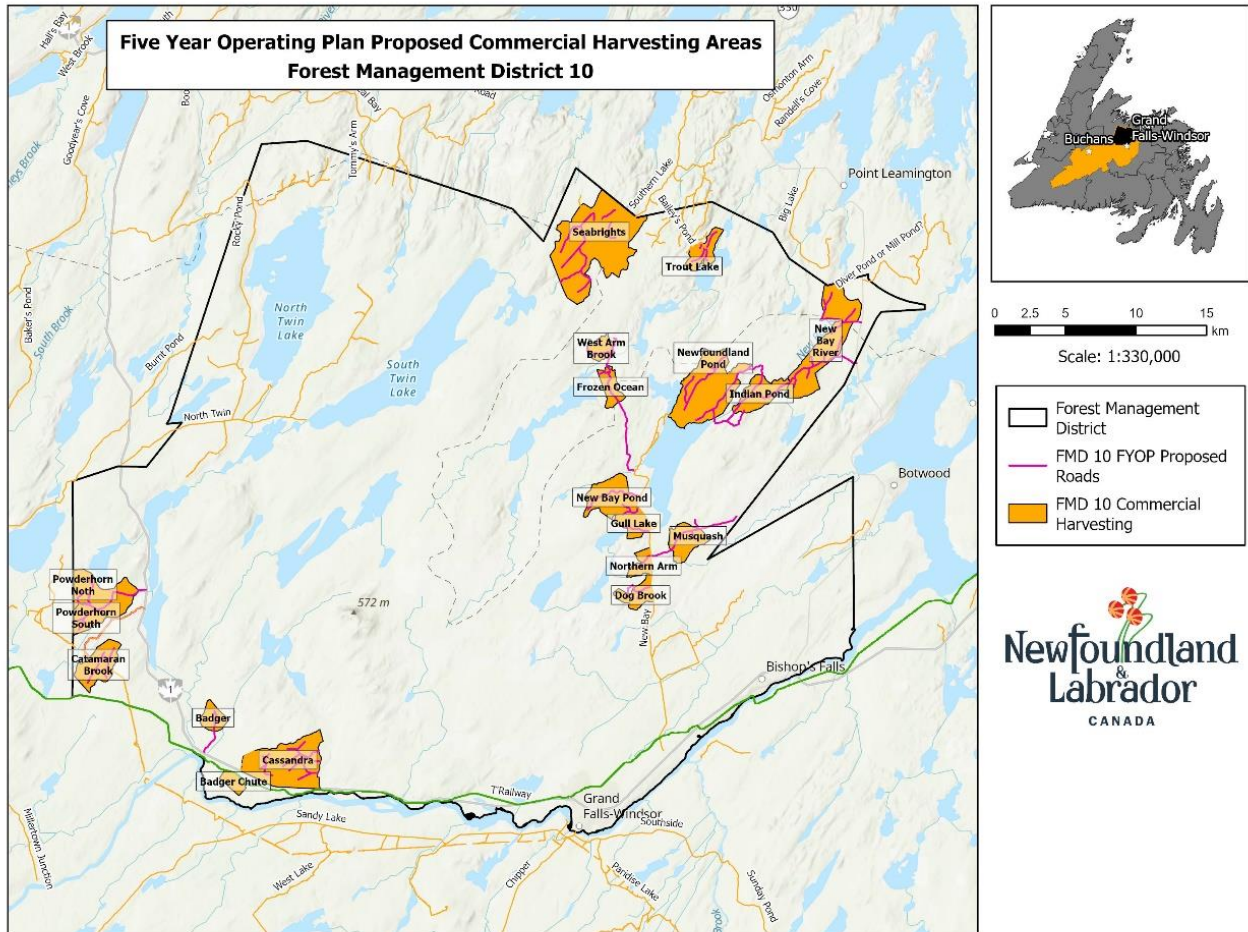 Five Year Operating Plan Proposed Commercial Harvesting Areas
Forest Management District 10
Hall's Bay
West Brook
Goodyear's Cove
1
Tommy's Arm
Road
350
Osmonton Arm
Randell's Cove
Southern Lake
Bailey's Pond
Big Lake
Point Leamington
Diver Pond or Mill Pond?
Rocky Pond
Seabrights
Trout Lake
Baker's Pond
South Brook
Burnt Pond
North Twin
Lake
South Twin
Lake
North Twin
West Arm
Brook
Frozen Ocean
Newfoundland
Pond
New
Bay
River
Indian Pond
Botwood
New Bay Pond
Gull Lake
Musquash
Northern Arm
Dog Brook
New Bay
Powderhorn
Noth
Powderhorn
South
Catamaran
Brook
572 m
1
Badger
Cassandra
Badger Chute
Bishop's Falls
T'Railway
Grand
Falls-Windsor
Sandy Lake
Southside
Millertown Junction
West Lake
Chipper
Paridise Lake
Sunday Pond
Brook
Grand
Falls-Windsor
Buchans
0 2.5 5 10 15
km
Scale: 1:330,000
Forest Management
District
FMD 10 FYOP Proposed
Roads
FMD 10 Commercial
Harvesting
Newfoundland
&
Labrador
CANADA